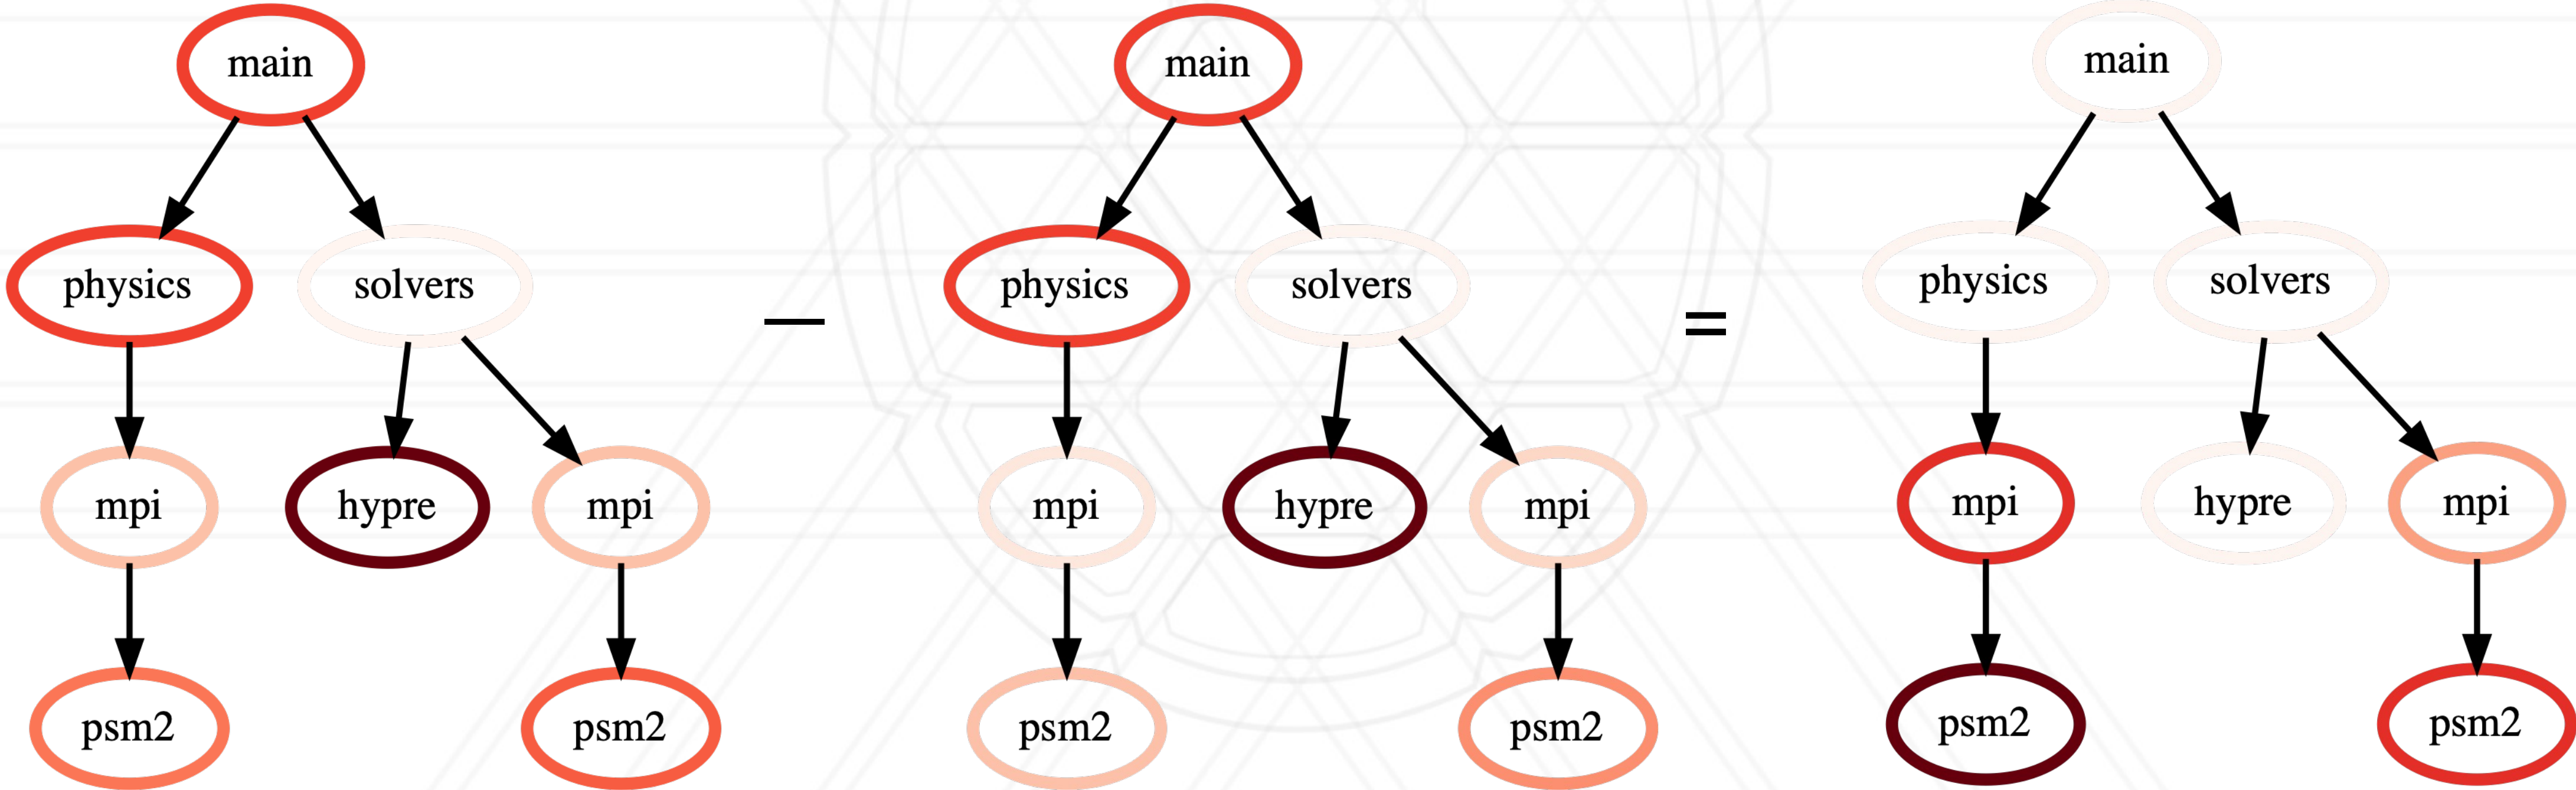 main
physics
solvers
mpi
hypre
mpi
psm2
psm2
—
main
physics
solvers
mpi
hypre
mpi
psm2
psm2
=
main
physics
solvers
mpi
hypre
mpi
psm2
psm2